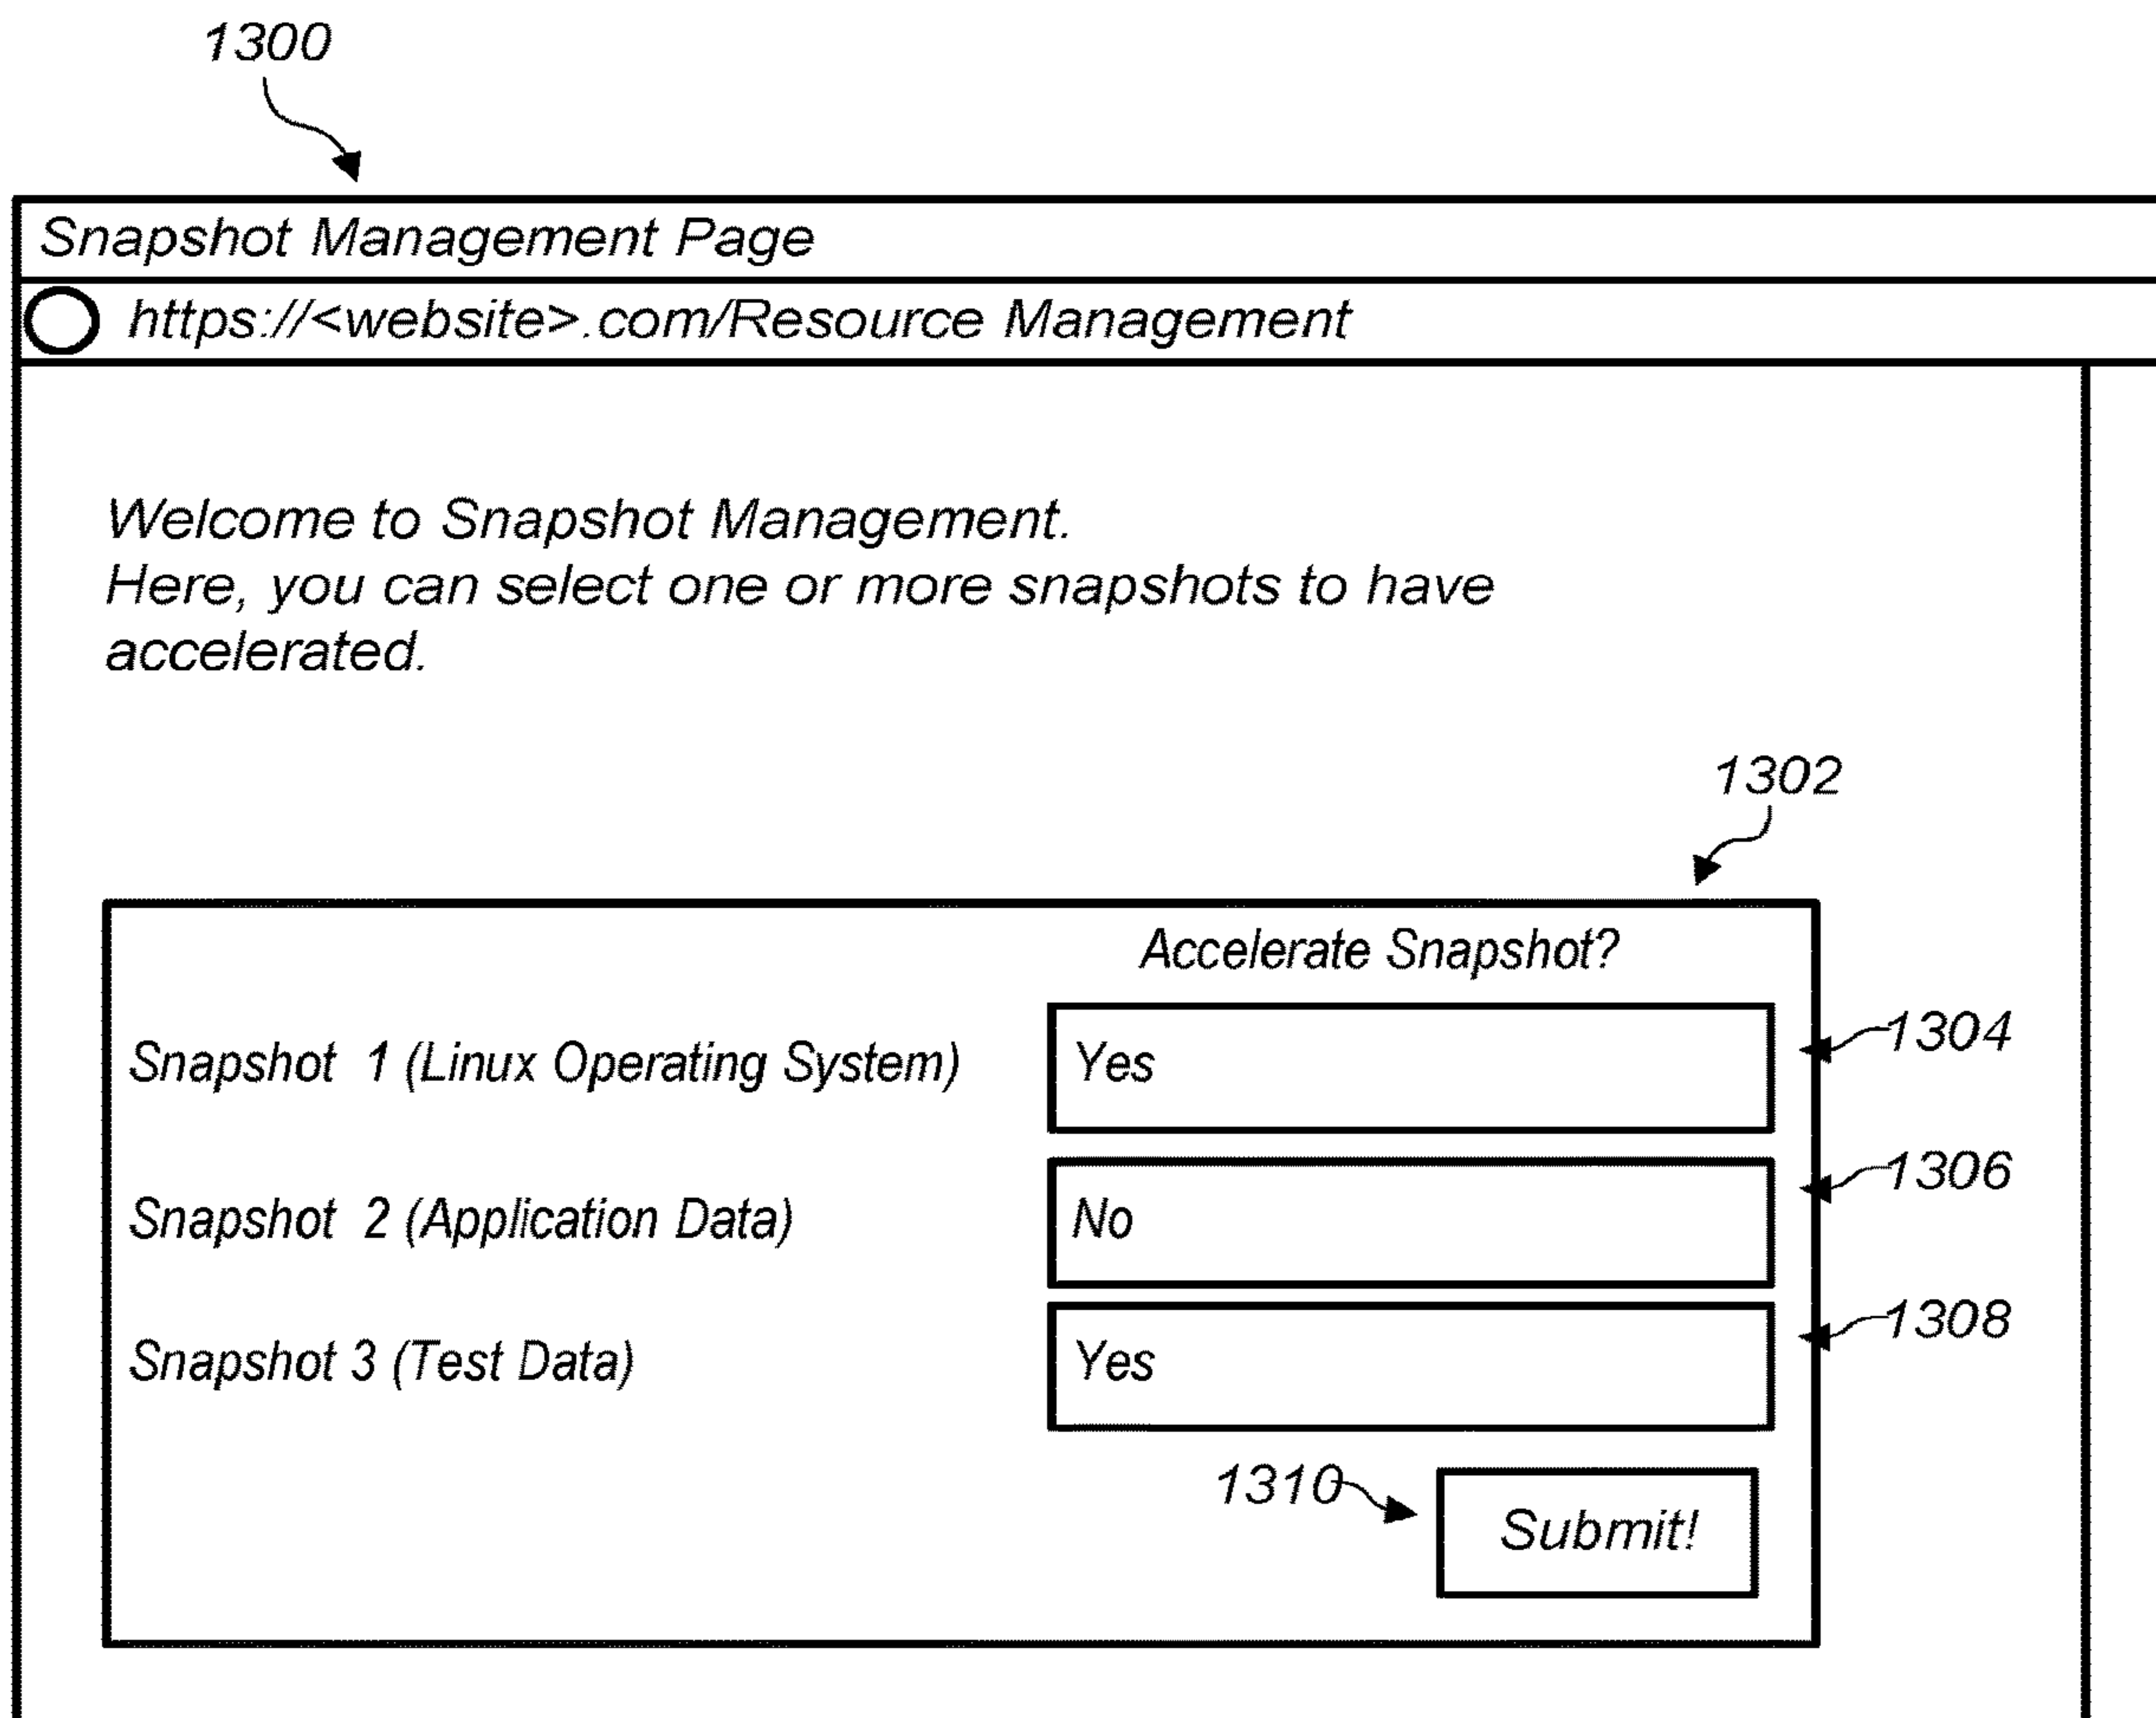 1300
Snapshot Management Page
https://<website>.com/Resource Management
Welcome to Snapshot Management.
Here, you can select one or more snapshots to have
accelerated.
1302
Accelerate Snapshot?
Snapshot 1 (Linux Operating System) Yes 1304
Snapshot 2 (Application Data) No 1306
Snapshot 3 (Test Data) Yes 1308
1310 Submit!